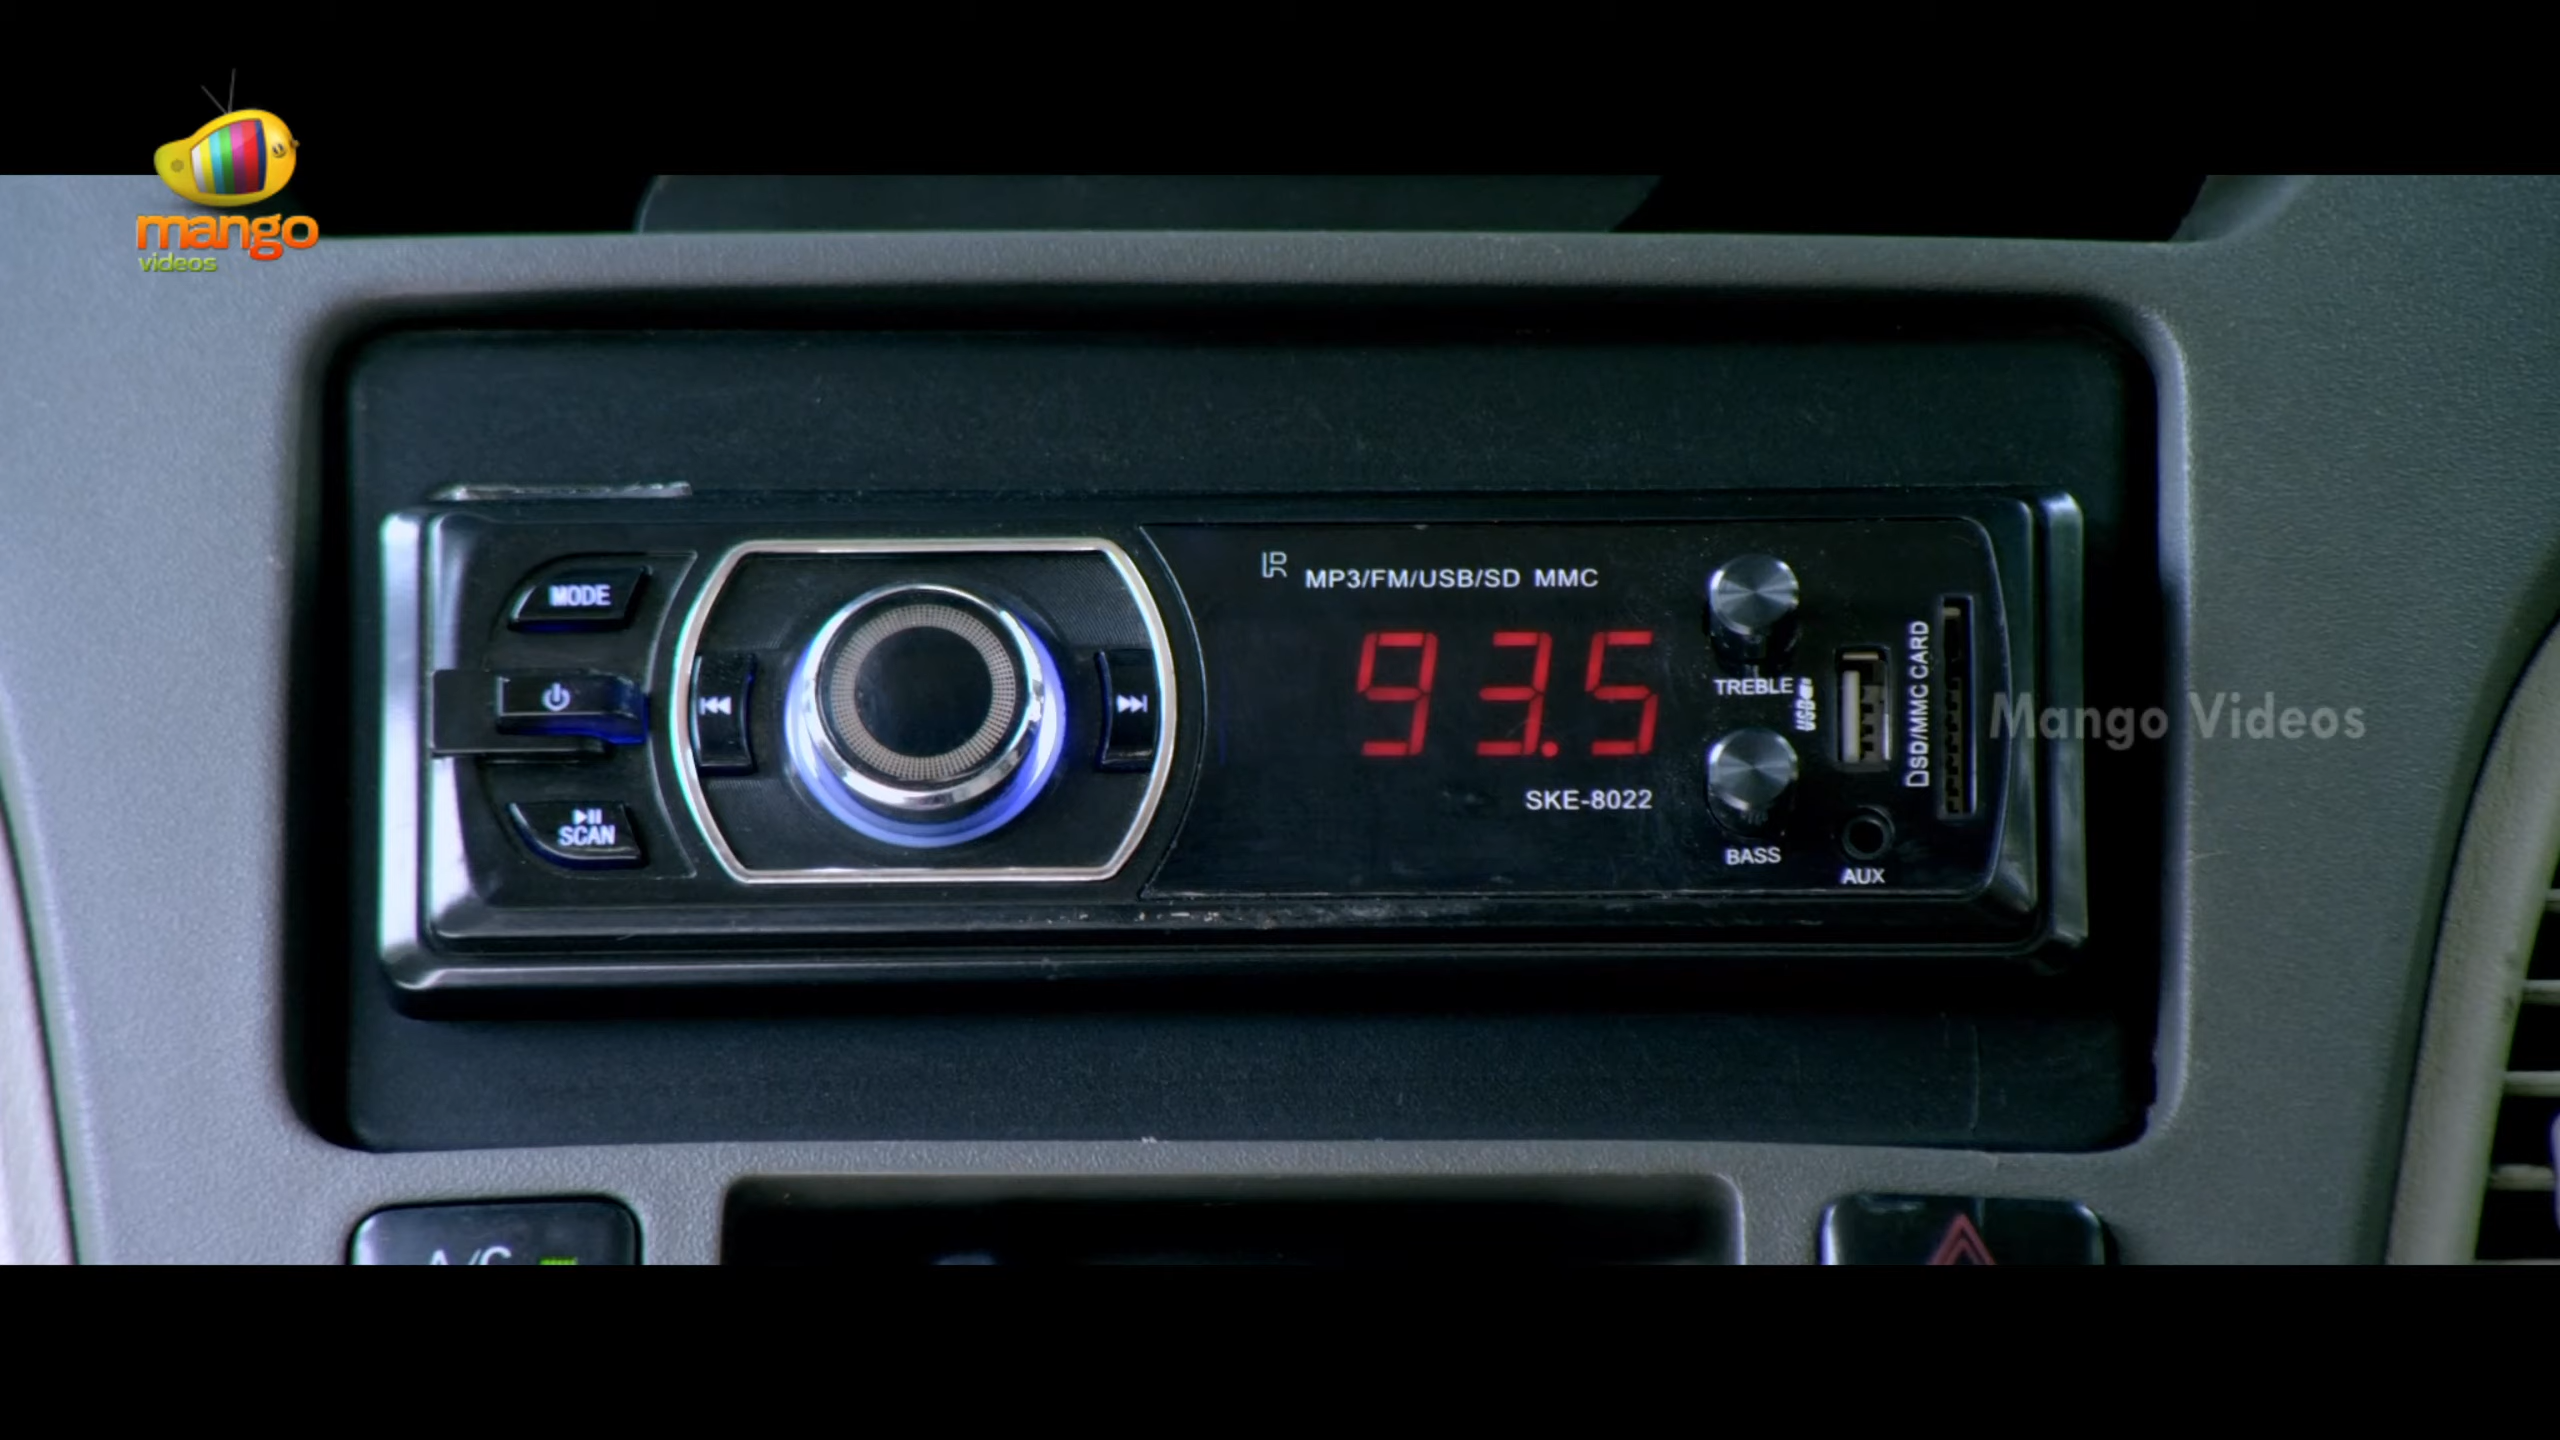 mango
videos
MODE
SCAN
MP3/FM/USB/SD MMC
93.5
SKE-8022
TREBLE
BASS
USB
AUX
SD/MMC CARD
Mango Videos
A/C